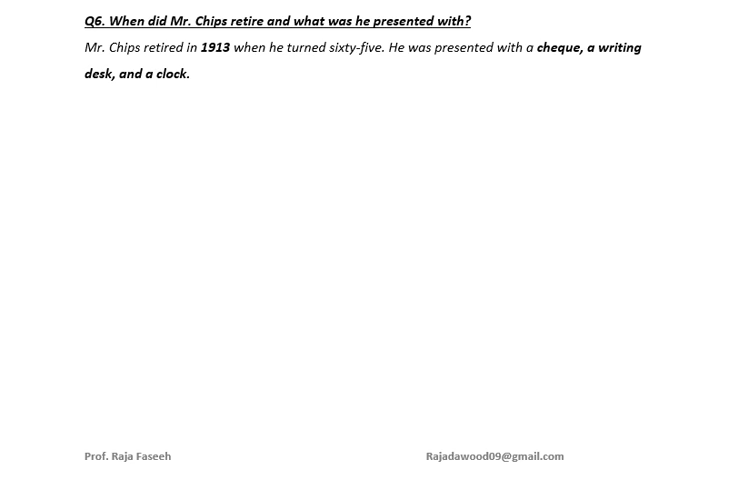 Q6. When did Mr. Chips retire and what was he presented with?
Mr. Chips retired in 1913 when he turned sixty-five. He was presented with a cheque, a writing
desk, and a clock.
Prof. Raja Faseeh Rajadawood09@gmail.com